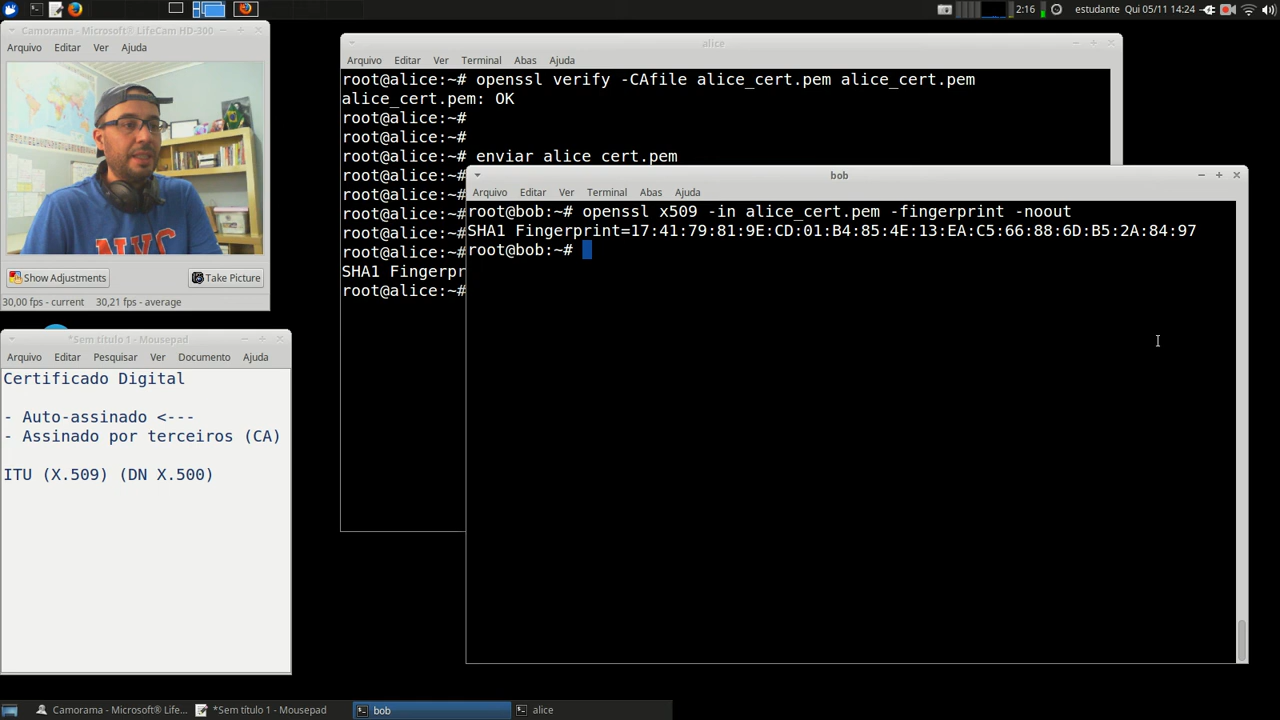 2:16
estudante
Qui 05/11 14:24
Camorama - Microsoft® LifeCam HD-300
Arquivo Editar Ver Ajuda
Show Adjustments
Take Picture
30,00 fps - current 30,21 fps - average
*Sem título 1 - Mousepad
Arquivo Editar Pesquisar Ver Documento Ajuda
Certificado Digital
- Auto-assinado <---
- Assinado por terceiros (CA)
ITU (X.509) (DN X.500)
alice
Arquivo Editar Ver Terminal Abas Ajuda
root@alice:~# openssl verify -CAfile alice_cert.pem alice_cert.pem
alice_cert.pem: OK
root@alice:~#
root@alice:~#
root@alice:~# enviar alice cert.pem
root@alice:~#
root@alice:~#
root@alice:~#
root@alice:~#
root@alice:~#
SHA1 Fingerpr
root@alice:~#
bob
Arquivo Editar Ver Terminal Abas Ajuda
root@bob:~# openssl x509 -in alice_cert.pem -fingerprint -noout
SHA1 Fingerprint=17:41:79:81:9E:CD:01:B4:85:4E:13:EA:C5:66:88:6D:B5:2A:84:97
root@bob:~#
Camorama - Microsoft® Life...
*Sem título 1 - Mousepad
bob
alice